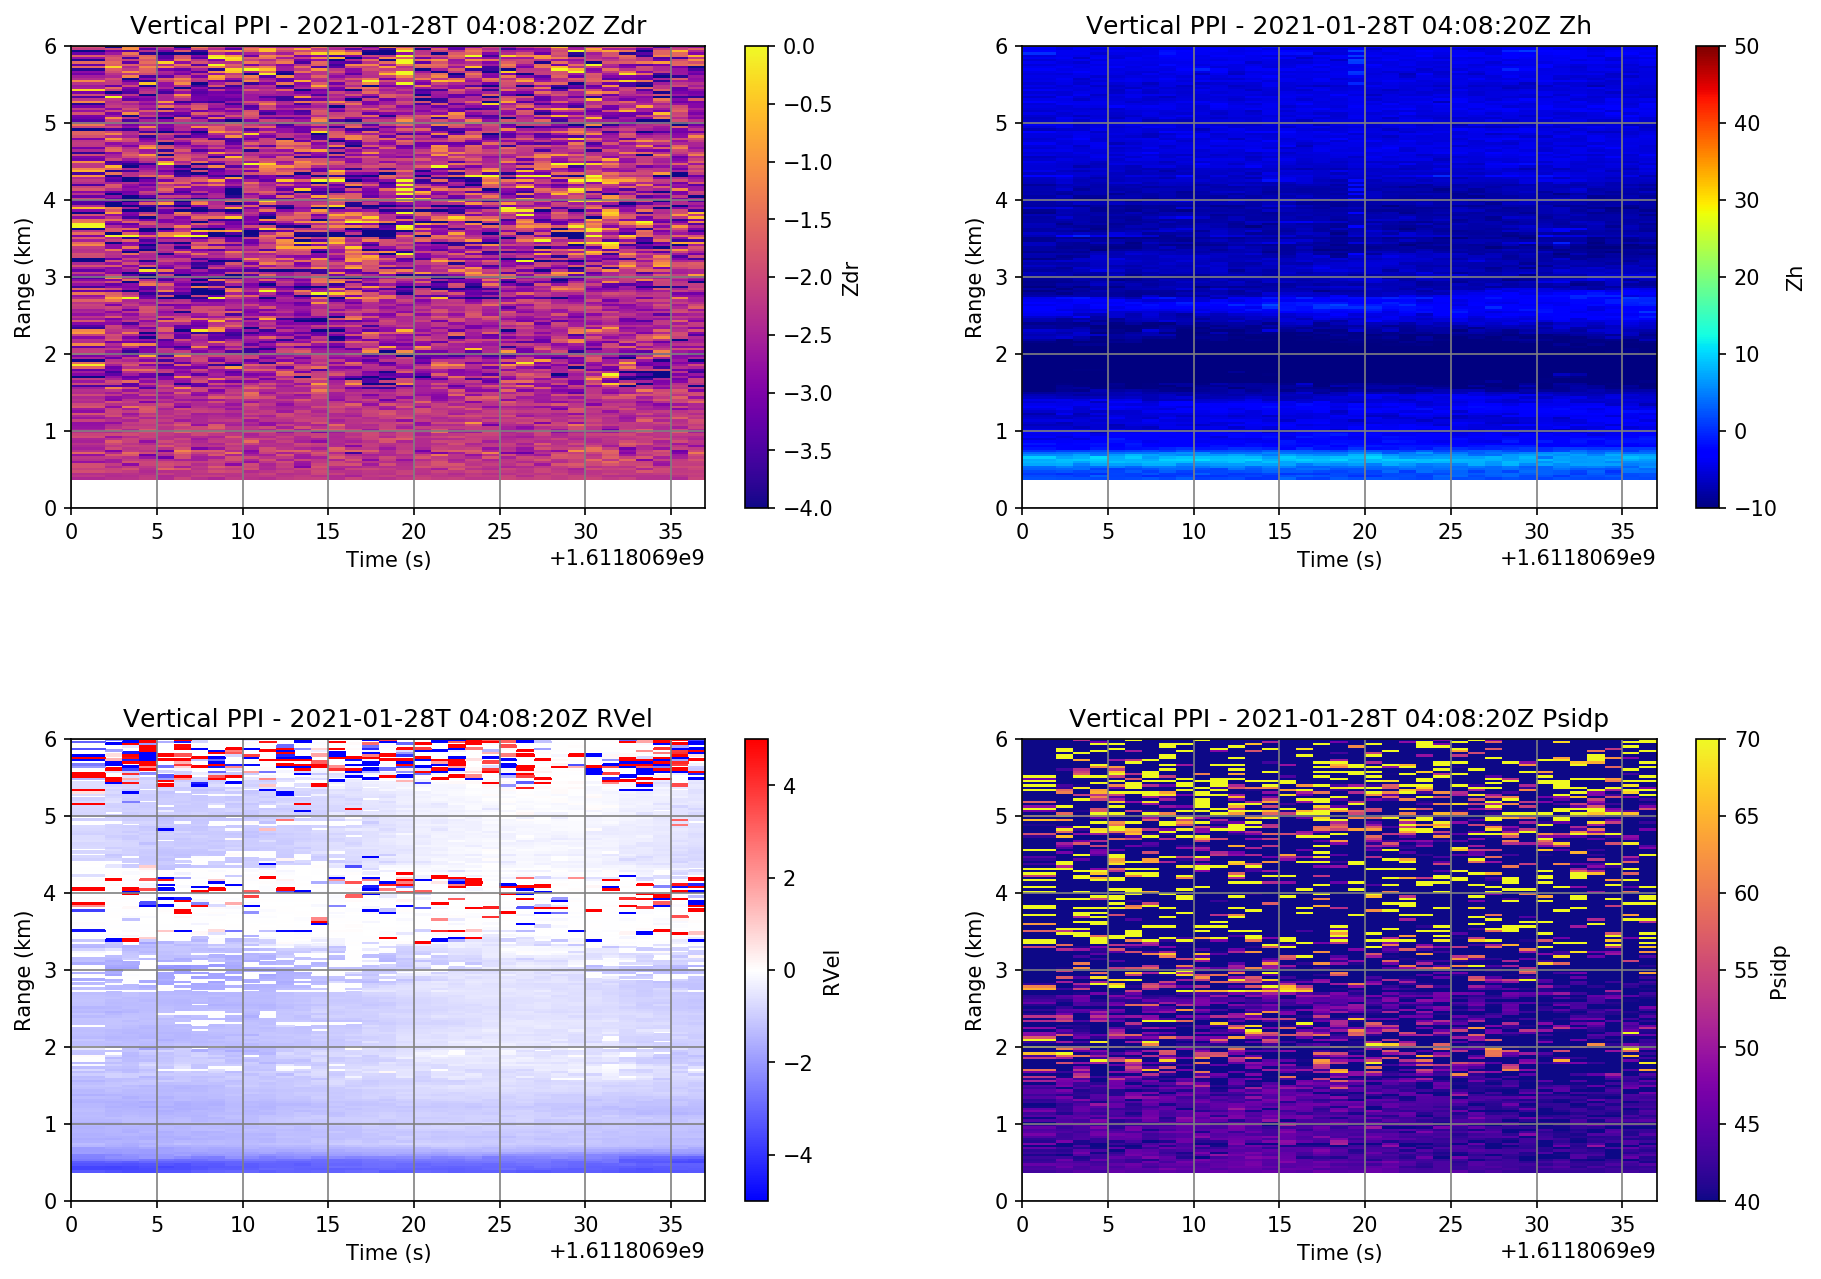 Vertical PPI - 2021-01-28T 04:08:20Z Zdr
6
5
4
3
2
1
0
Range (km)
0 5 10 15 20 25 30 35
Time (s)
+1.6118069e9
0.0
−0.5
−1.0
−1.5
−2.0
−2.5
−3.0
−3.5
−4.0
Zdr
Vertical PPI - 2021-01-28T 04:08:20Z Zh
6
5
4
3
2
1
0
Range (km)
0 5 10 15 20 25 30 35
Time (s)
+1.6118069e9
50
40
30
20
10
0
−10
Zh
Vertical PPI - 2021-01-28T 04:08:20Z RVel
6
5
4
3
2
1
0
Range (km)
0 5 10 15 20 25 30 35
Time (s)
+1.6118069e9
4
2
0
−2
−4
RVel
Vertical PPI - 2021-01-28T 04:08:20Z Psidp
6
5
4
3
2
1
0
Range (km)
0 5 10 15 20 25 30 35
Time (s)
+1.6118069e9
70
65
60
55
50
45
40
Psidp